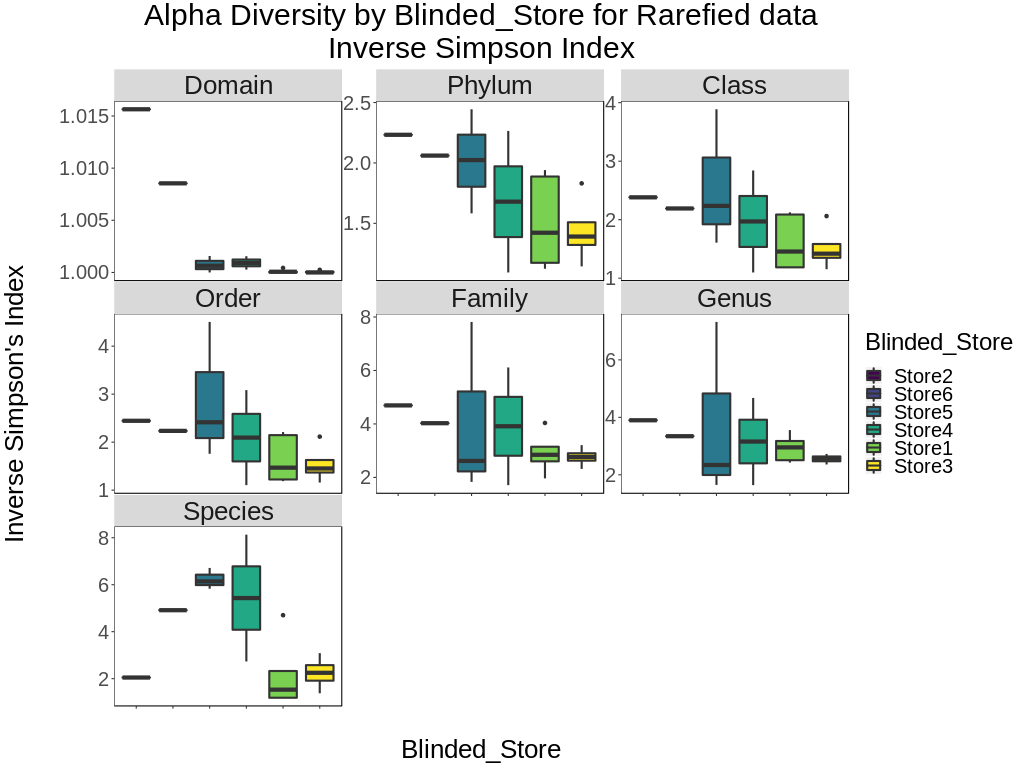 Alpha Diversity by Blinded_Store for Rarefied data
Inverse Simpson Index
Domain
Phylum
Class
1.015
1.010
1.005
1.000
2.5
2.0
1.5
4
3
2
1
Order
Family
Genus
4
3
2
1
8
6
4
2
6
4
2
Species
8
6
4
2
Inverse Simpson's Index
Blinded_Store
Blinded_Store
Store2
Store6
Store5
Store4
Store1
Store3